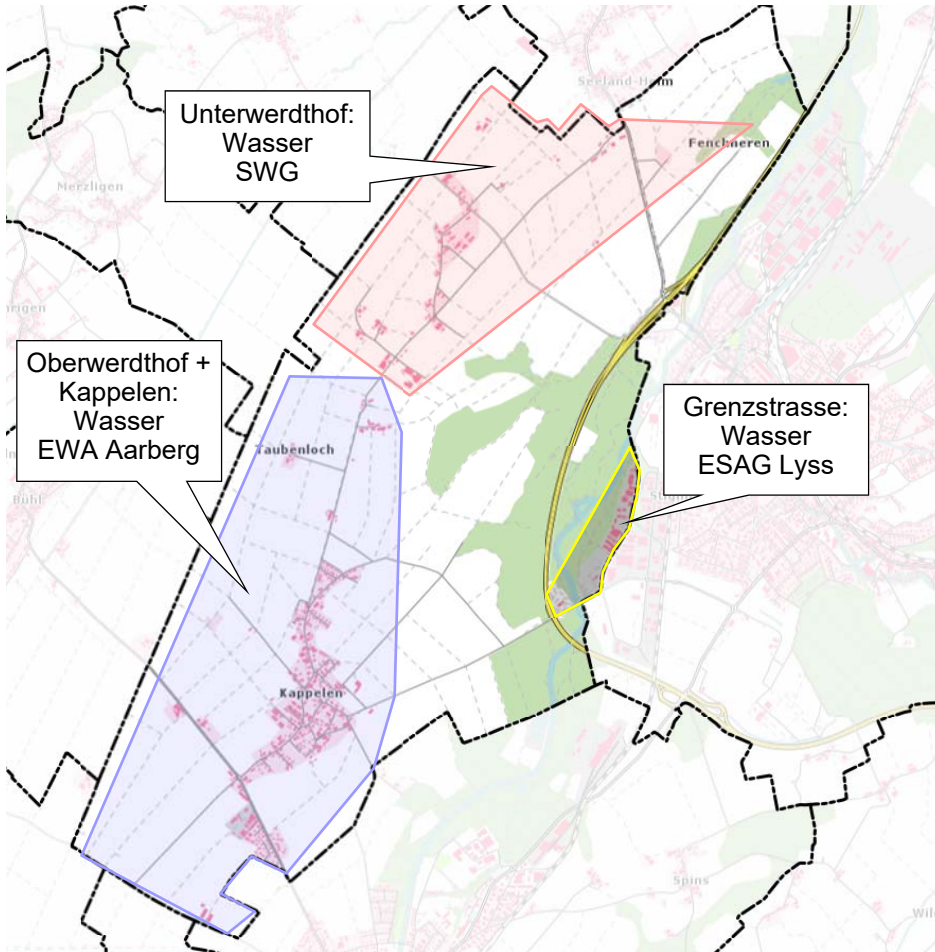 Seeland-Heim
Unterwerdthof:
Wasser
SWG
Fenchneren
Merzligen
Oberwerdthof +
Kappelen:
Wasser
EWA Aarberg
Grenzstrasse:
Wasser
ESAG Lyss
Taubenloch
Bühl
Kappelen
Spins